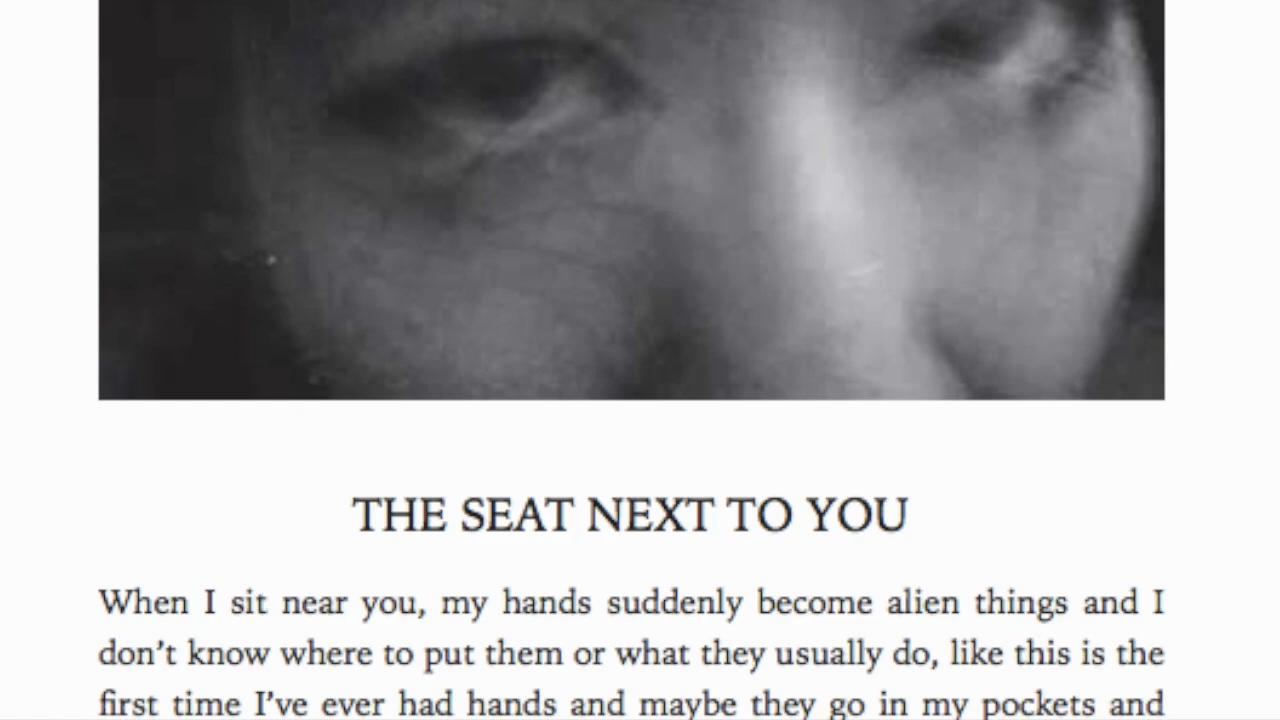 THE SEAT NEXT TO YOU
When I sit near you, my hands suddenly become alien things and I
don’t know where to put them or what they usually do, like this is the
first time I’ve ever had hands and maybe they go in my pockets and